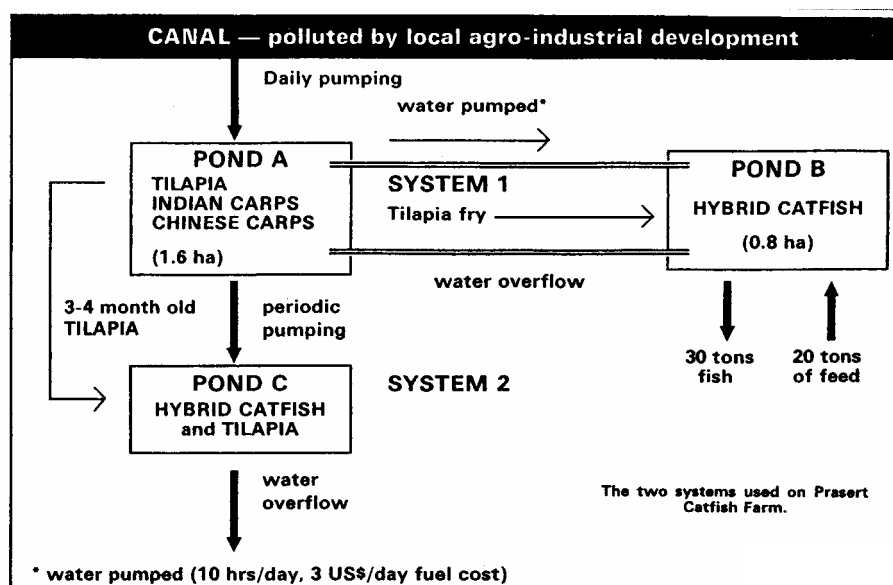 CANAL — polluted by local agro-industrial development
Daily pumping
water pumped*
POND A
TILAPIA
INDIAN CARPS
CHINESE CARPS
(1.6 ha)
SYSTEM 1
Tilapia fry
POND B
HYBRID CATFISH
(0.8 ha)
water overflow
3-4 month old
TILAPIA
periodic
pumping
30 tons
fish
20 tons
of feed
POND C
HYBRID CATFISH
and TILAPIA
SYSTEM 2
water
overflow
The two systems used on Prasert
Catfish Farm.
* water pumped (10 hrs/day, 3 US$/day fuel cost)